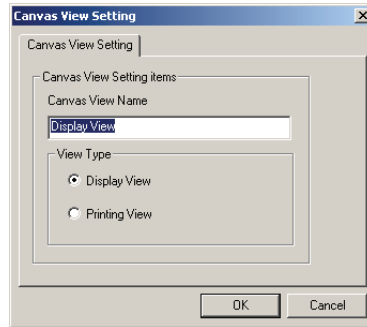 Canvas View Setting
Canvas View Setting
Canvas View Setting items
Canvas View Name
Display View
View Type
Display View
Printing View
OK Cancel